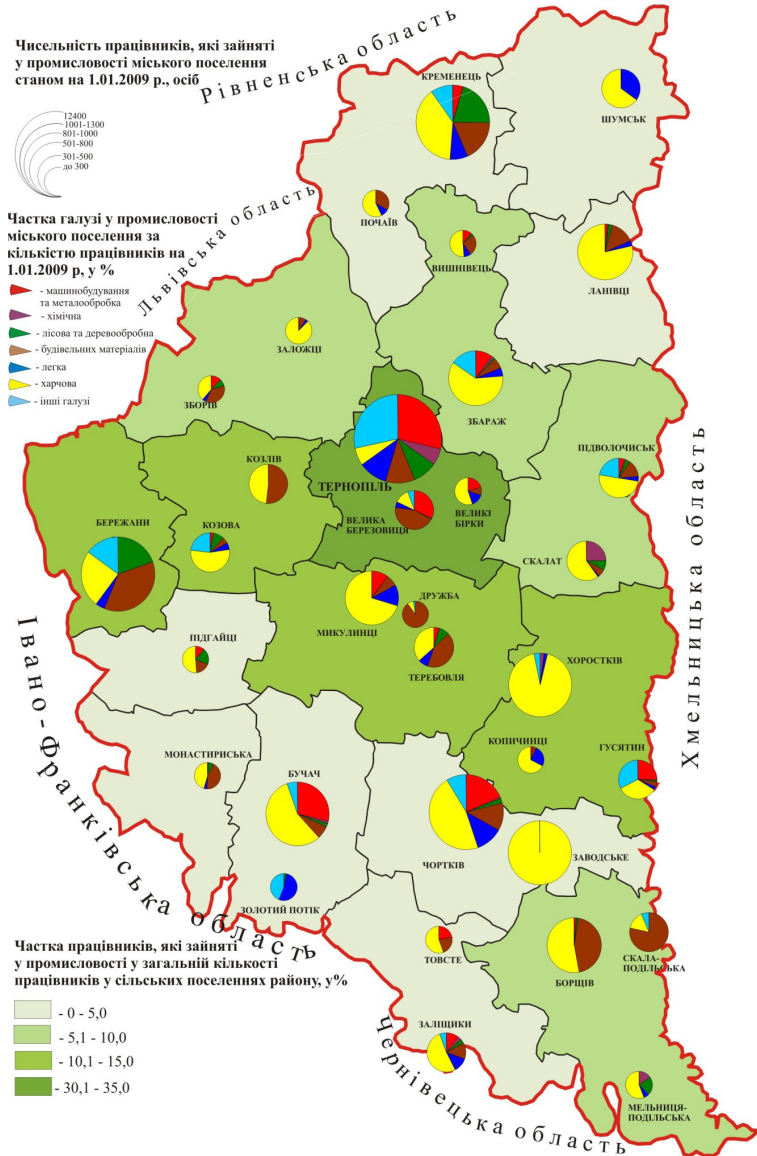 Чисельність працівників, які зайняті
у промисловості міського поселення
станом на 1.01.2009 р., осіб
12400
1001-1300
801-1000
501-800
301-500
до 300
Частка галузі у промисловості
міського поселення за
кількістю працівників на
1.01.2009 р, у %
- машинобудування
та металообробка
- хімічна
- лісова та деревообробна
- будівельних матеріалів
- легка
- харчова
- інші галузі
Рівненська область
Львівська область
Хмельницька область
Івано-Франківська область
Чернівецька область
КРЕМЕНЕЦЬ
ШУМСЬК
ПОЧАЇВ
ВИШНІВЕЦЬ
ЛАНІВЦІ
ЗАЛОЖЦІ
ЗБОРІВ
ЗБАРАЖ
ПІДВОЛОЧИСЬК
КОЗЛІВ
ТЕРНОПІЛЬ
ВЕЛИКА
БЕРЕЗОВИЦЯ
ВЕЛИКІ
БІРКИ
БЕРЕЖАНИ
КОЗОВА
СКАЛАТ
МИКУЛИНЦІ
ДРУЖБА
ТЕРЕБОВЛЯ
ПІДГАЙЦІ
ХОРОСТКІВ
КОПИЧИНЦІ
ГУСЯТИН
МОНАСТИРИСЬКА
БУЧАЧ
ЧОРТКІВ
ЗАВОДСЬКЕ
ЗОЛОТИЙ ПОТІК
ТОВСТЕ
БОРЩІВ
СКАЛА-
ПОДІЛЬСЬКА
ЗАЛІЩИКИ
МЕЛЬНИЦЯ-
ПОДІЛЬСЬКА
Частка працівників, які зайняті
у промисловості у загальній кількості
працівників у сільських поселеннях району, у%
- 0 - 5,0
- 5,1 - 10,0
- 10,1 - 15,0
- 30,1 - 35,0